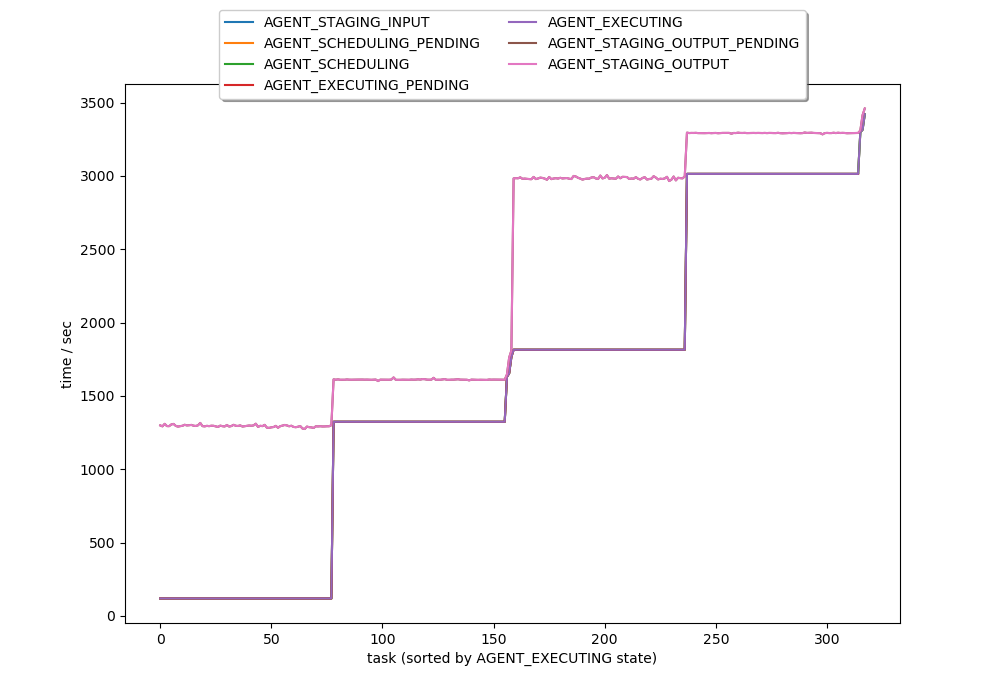 AGENT_STAGING_INPUT
AGENT_SCHEDULING_PENDING
AGENT_SCHEDULING
AGENT_EXECUTING_PENDING
AGENT_EXECUTING
AGENT_STAGING_OUTPUT_PENDING
AGENT_STAGING_OUTPUT
3500
3000
2500
2000
1500
1000
500
0
time / sec
0
50
100
150
200
250
300
task (sorted by AGENT_EXECUTING state)